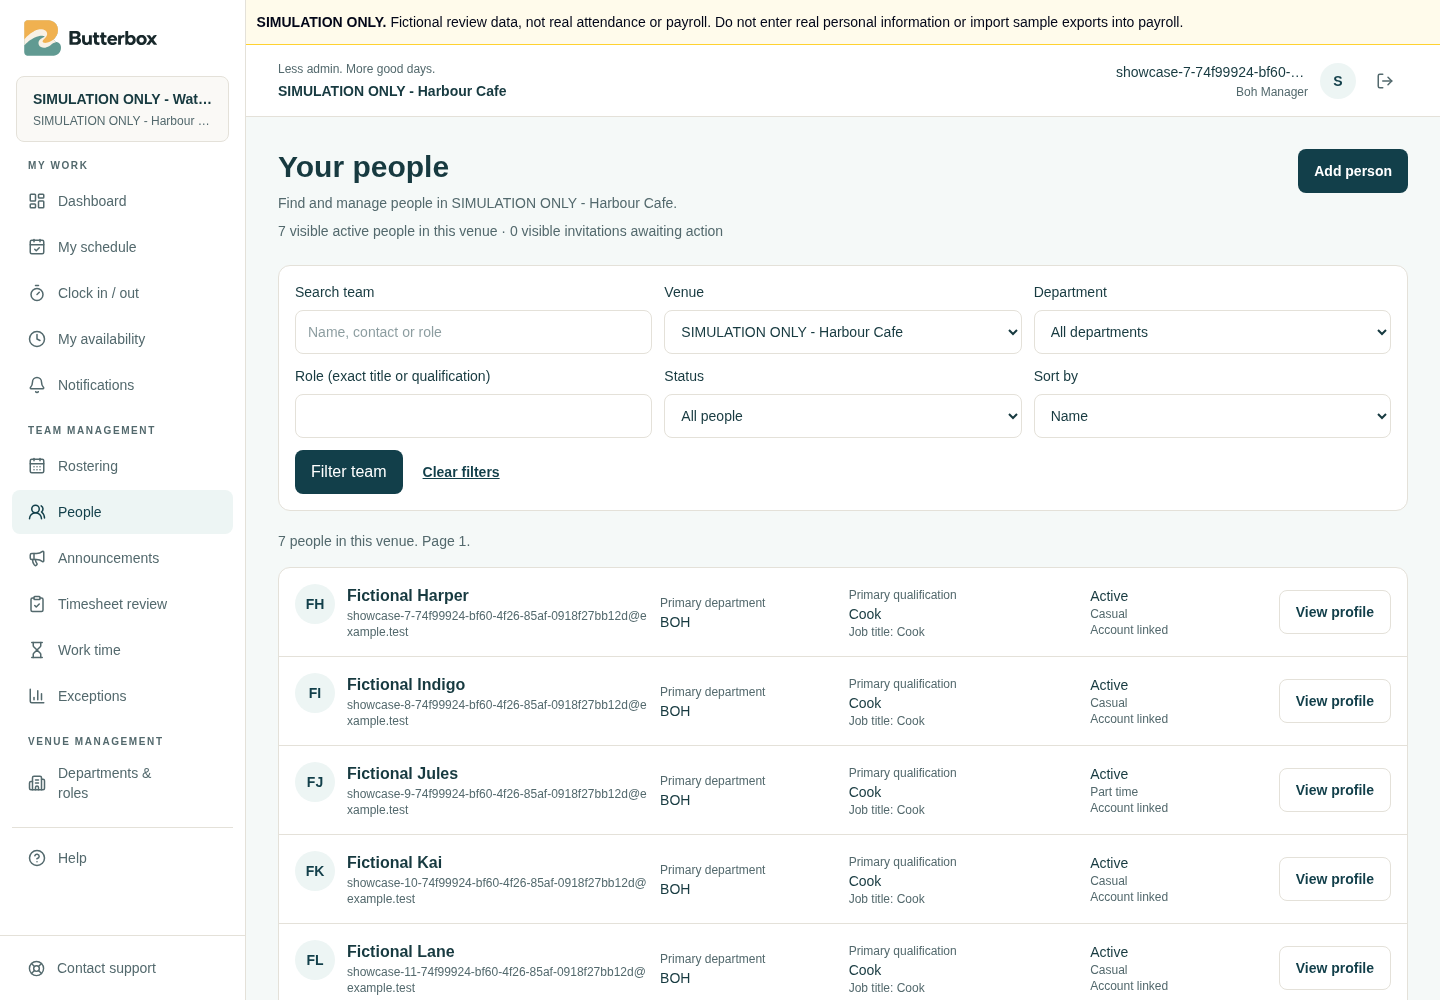 Butterbox
SIMULATION ONLY - Wat...
SIMULATION ONLY - Harbour ...
MY WORK
Dashboard
My schedule
Clock in / out
My availability
Notifications
TEAM MANAGEMENT
Rostering
People
Announcements
Timesheet review
Work time
Exceptions
VENUE MANAGEMENT
Departments &
roles
Help
Contact support
SIMULATION ONLY. Fictional review data, not real attendance or payroll. Do not enter real personal information or import sample exports into payroll.
Less admin. More good days.
SIMULATION ONLY - Harbour Cafe
showcase-7-74f99924-bf60-...
Boh Manager
S
Your people
Add person
Find and manage people in SIMULATION ONLY - Harbour Cafe.
7 visible active people in this venue · 0 visible invitations awaiting action
Search team Venue Department
Name, contact or role SIMULATION ONLY - Harbour Cafe All departments
Role (exact title or qualification) Status Sort by
All people Name
Filter team Clear filters
7 people in this venue. Page 1.
FH
Fictional Harper
showcase-7-74f99924-bf60-4f26-85af-0918f27bb12d@e
xample.test
Primary department
BOH
Primary qualification
Cook
Job title: Cook
Active
Casual
Account linked
View profile
FI
Fictional Indigo
showcase-8-74f99924-bf60-4f26-85af-0918f27bb12d@e
xample.test
Primary department
BOH
Primary qualification
Cook
Job title: Cook
Active
Casual
Account linked
View profile
FJ
Fictional Jules
showcase-9-74f99924-bf60-4f26-85af-0918f27bb12d@e
xample.test
Primary department
BOH
Primary qualification
Cook
Job title: Cook
Active
Part time
Account linked
View profile
FK
Fictional Kai
showcase-10-74f99924-bf60-4f26-85af-0918f27bb12d@
example.test
Primary department
BOH
Primary qualification
Cook
Job title: Cook
Active
Casual
Account linked
View profile
FL
Fictional Lane
showcase-11-74f99924-bf60-4f26-85af-0918f27bb12d@
example.test
Primary department
BOH
Primary qualification
Cook
Job title: Cook
Active
Casual
Account linked
View profile